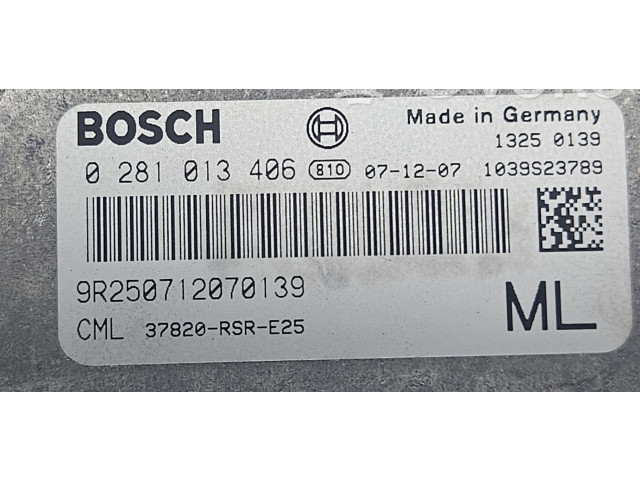 BOSCH Made in Germany
1325 0139
0 281 013 406 810 07-12-07 1039S23789
9R250712070139
CML 37820-RSR-E25 ML